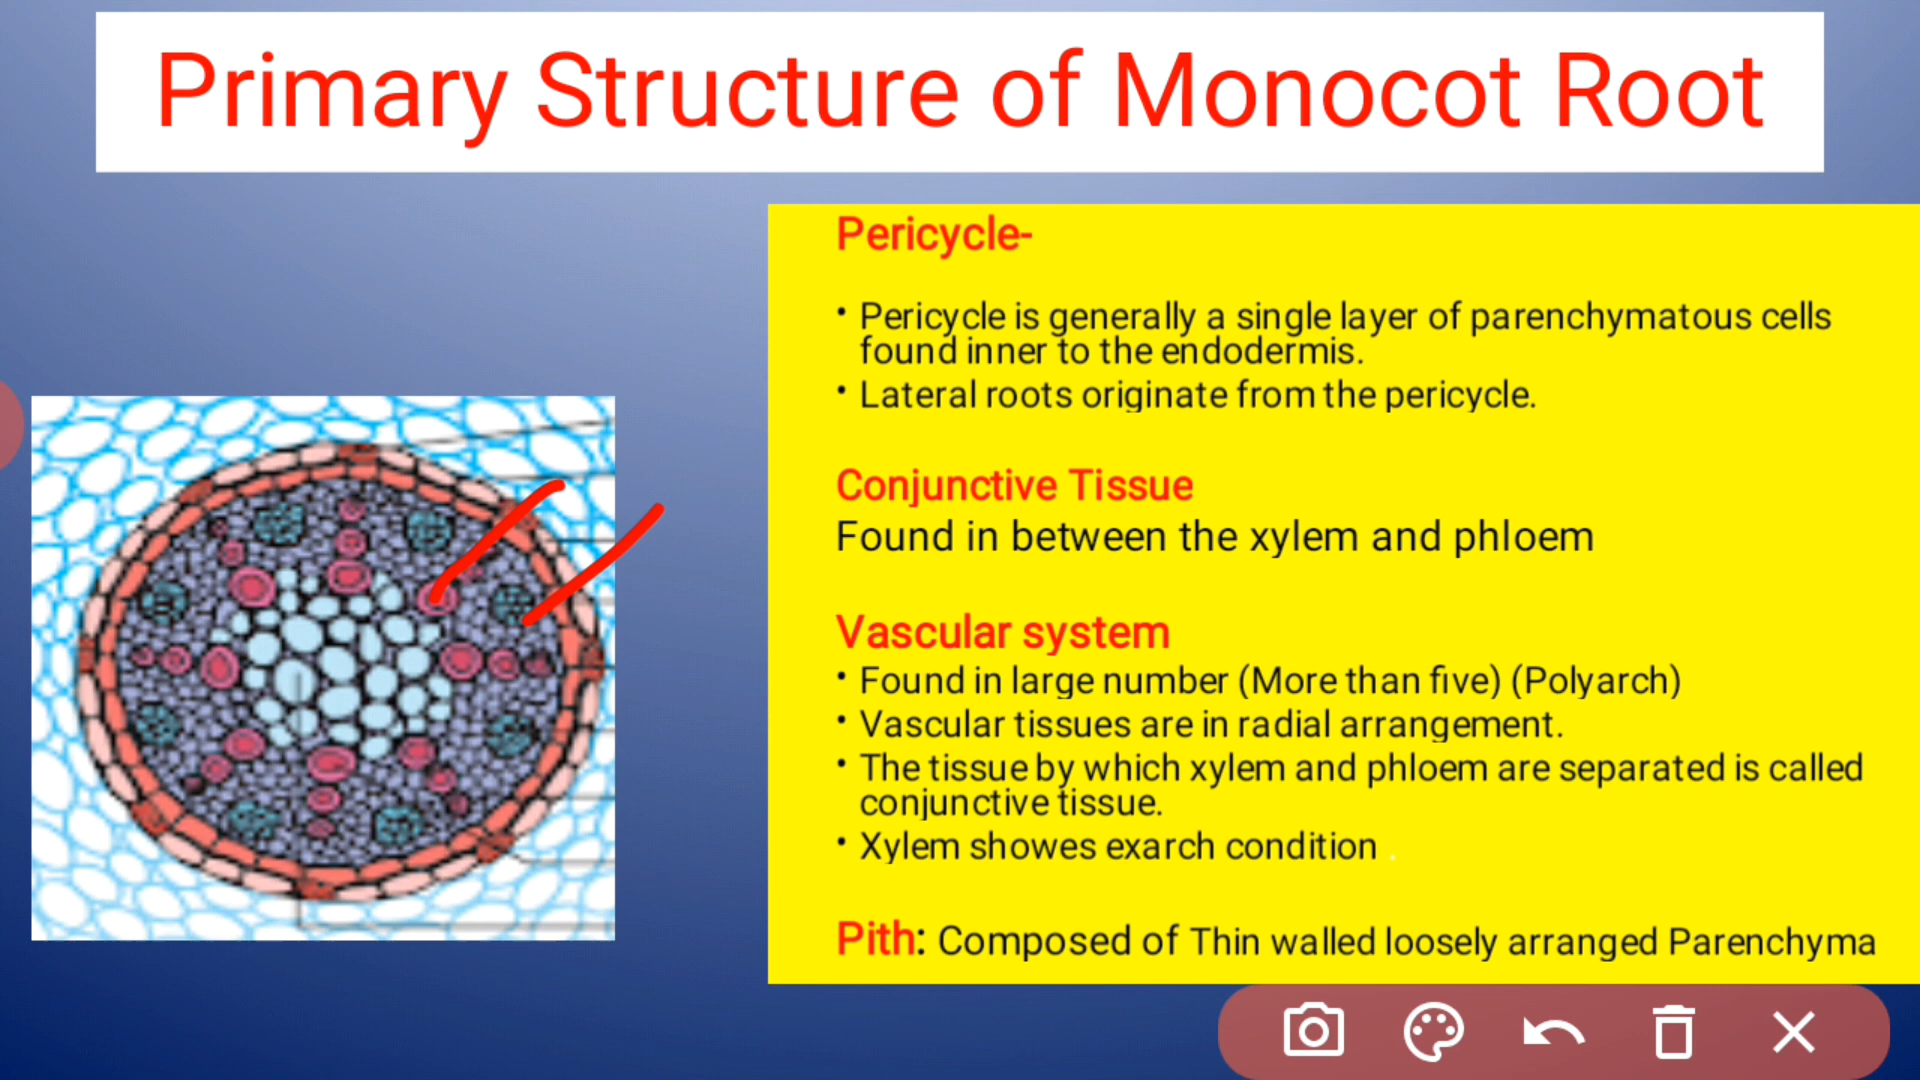 Primary Structure of Monocot Root
Pericycle-
• Pericycle is generally a single layer of parenchymatous cells
found inner to the endodermis.
• Lateral roots originate from the pericycle.
Conjunctive Tissue
Found in between the xylem and phloem
Vascular system
• Found in large number (More than five) (Polyarch)
• Vascular tissues are in radial arrangement.
• The tissue by which xylem and phloem are separated is called
conjunctive tissue.
• Xylem showes exarch condition .
Pith: Composed of Thin walled loosely arranged Parenchyma